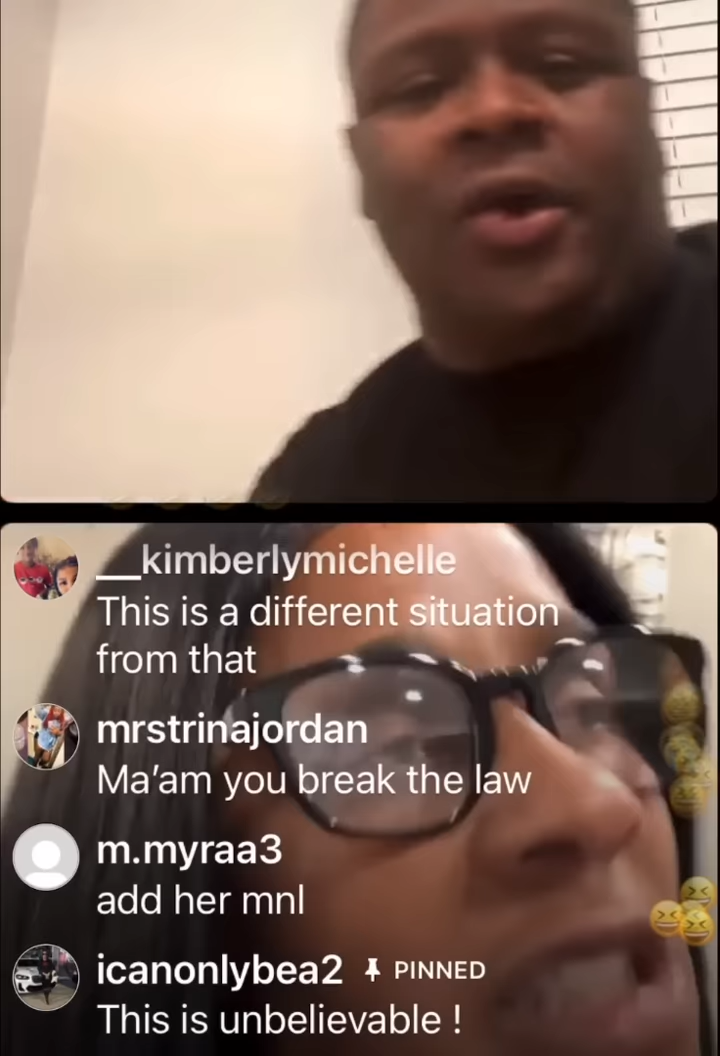 __kimberlymichelle
This is a different situation
from that
mrstrinajordan
Ma’am you break the law
m.myraa3
add her mnl
icanonlybea2 PINNED
This is unbelievable !